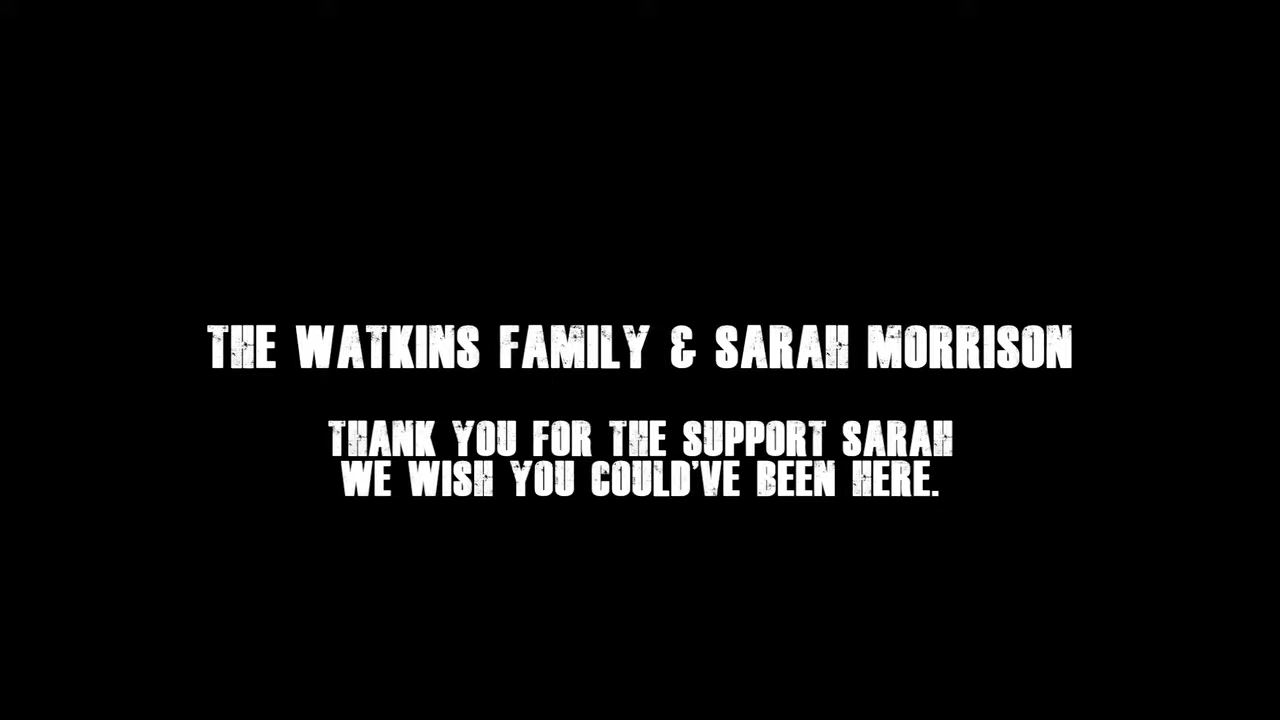 THE WATKINS FAMILY & SARAH MORRISON
THANK YOU FOR THE SUPPORT SARAH
WE WISH YOU COULD'VE BEEN HERE.